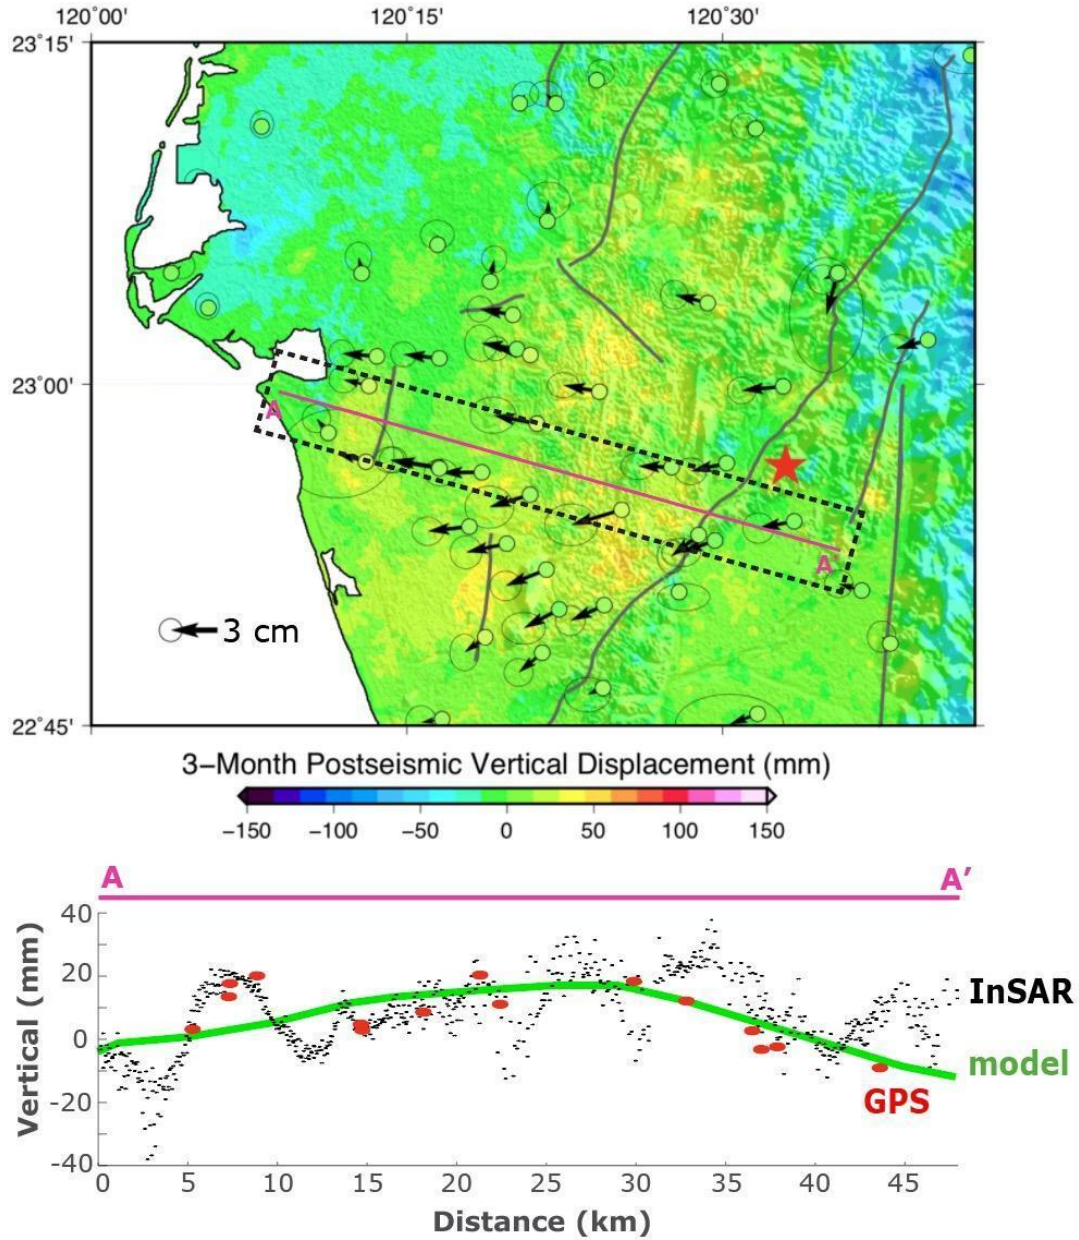 120°00' 120°15' 120°30'
23°15'
23°00'
A
A'
3 cm
22°45'
3−Month Postseismic Vertical Displacement (mm)
−150 −100 −50 0 50 100 150
A A’
40
20
0
-20
-40
Vertical (mm)
InSAR
model
GPS
0 5 10 15 20 25 30 35 40 45
Distance (km)